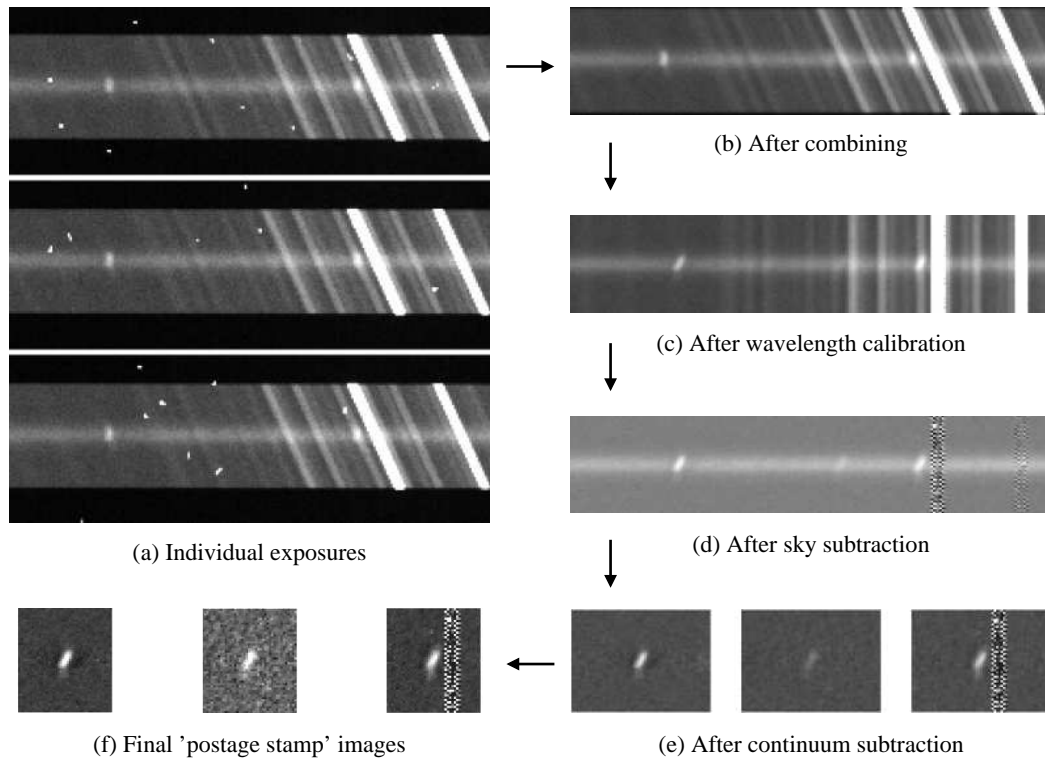 (a) Individual exposures
(b) After combining
(c) After wavelength calibration
(d) After sky subtraction
(e) After continuum subtraction
(f) Final 'postage stamp' images